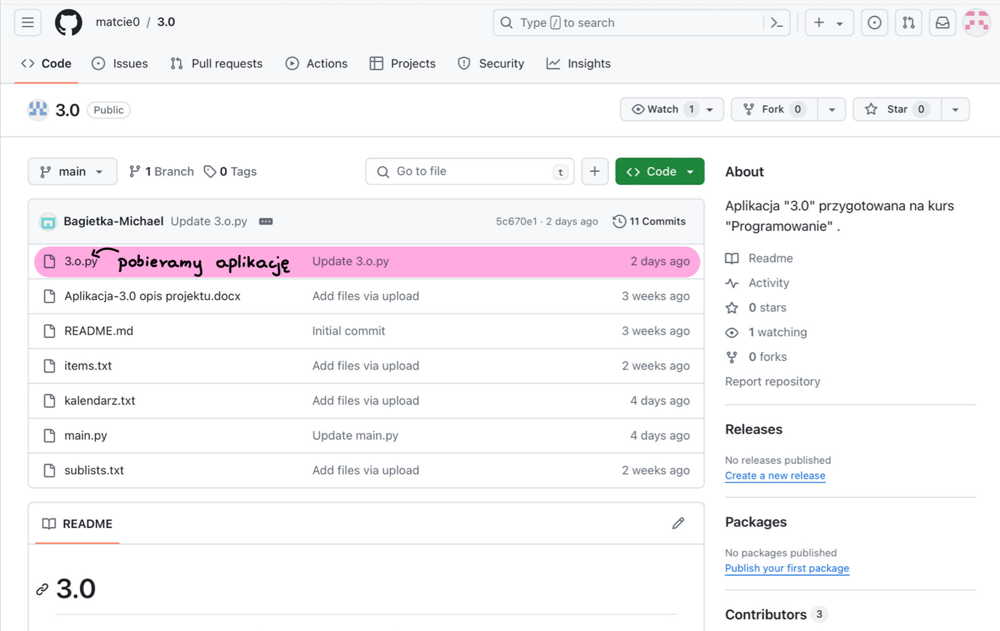 matcie0 / 3.0
Type / to search
Code Issues Pull requests Actions Projects Security Insights
3.0 Public
Watch 1 Fork 0 Star 0
main 1 Branch 0 Tags Go to file t + Code
Bagietka-Michael Update 3.o.py 5c670e1 · 2 days ago 11 Commits
3.o.py pobieramy aplikację Update 3.o.py 2 days ago
Aplikacja-3.0 opis projektu.docx Add files via upload 3 weeks ago
README.md Initial commit 3 weeks ago
items.txt Add files via upload 2 weeks ago
kalendarz.txt Add files via upload 4 days ago
main.py Update main.py 4 days ago
sublists.txt Add files via upload 2 weeks ago
README
3.0
About
Aplikacja "3.0" przygotowana na kurs
"Programowanie" .
Readme
Activity
0 stars
1 watching
0 forks
Report repository
Releases
No releases published
Create a new release
Packages
No packages published
Publish your first package
Contributors 3